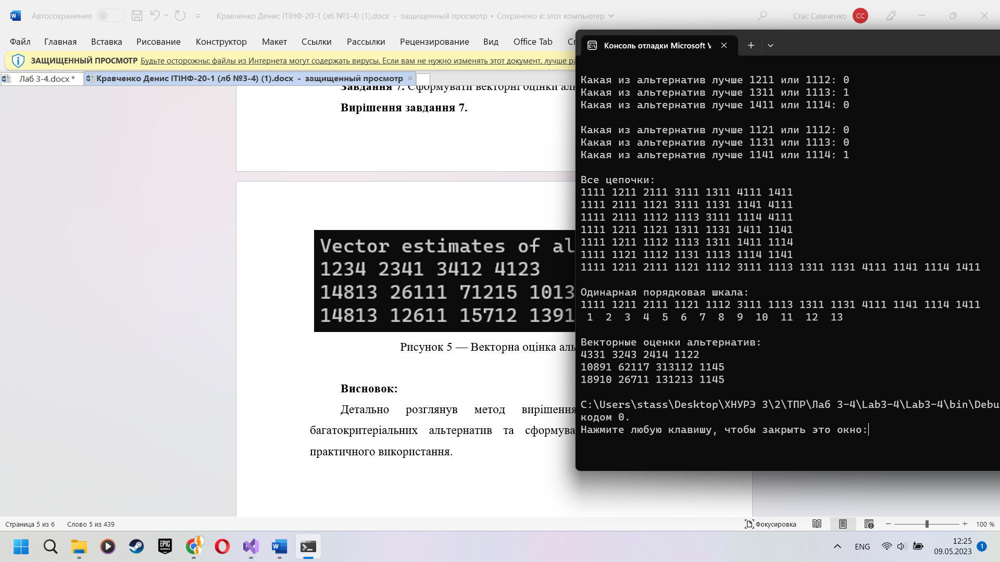 Автосохранение
Кравченко Денис ІТІНФ-20-1 (лб №3-4) (1).docx - защищенный просмотр • Сохранено в: этот компьютер
Стас Самченко
СС
Файл Главная Вставка Рисование Конструктор Макет Ссылки Рассылки Рецензирование Вид Office Tab
ЗАЩИЩЕННЫЙ ПРОСМОТР Будьте осторожны: файлы из Интернета могут содержать вирусы. Если вам не нужно изменять этот документ, лучше
Лаб 3-4.docx *
Кравченко Денис ІТІНФ-20-1 (лб №3-4) (1).docx - защищенный просмотр
Завдання 7. Сформувати векторні оцінки
Вирішення завдання 7.
Vector estimates of
1234 2341 3412 4123
14813 26111 71215 1013
14813 12611 15712 1391
Рисунок 5 — Векторна оцінка
Висновок:
Детально розглянув метод вирішення
багатокритеріальних альтернатив та
практичного використання.
Консоль отладки Microsoft
Какая из альтернатив лучше 1211 или 1112: 0
Какая из альтернатив лучше 1311 или 1113: 1
Какая из альтернатив лучше 1411 или 1114: 0
Какая из альтернатив лучше 1121 или 1112: 0
Какая из альтернатив лучше 1131 или 1113: 0
Какая из альтернатив лучше 1141 или 1114: 1
Все цепочки:
1111 1211 2111 3111 1311 4111 1411
1111 2111 1121 3111 1131 1141 4111
1111 2111 1112 1113 3111 1114 4111
1111 1211 1121 1311 1131 1411 1141
1111 1211 1112 1113 1311 1411 1114
1111 1121 1112 1131 1113 1114 1141
1111 1211 2111 1121 1112 3111 1113 1311 1131 4111 1141 1114 1411
Одинарная порядковая шкала:
1111 1211 2111 1121 1112 3111 1113 1311 1131 4111 1141 1114 1411
1 2 3 4 5 6 7 8 9 10 11 12 13
Векторные оценки альтернатив:
4331 3243 2414 1122
10891 62117 313112 1145
18910 26711 131213 1145
C:\Users\stass\Desktop\ХНУРЭ 3\2\ТПР\Лаб 3-4\Lab3-4\Lab3-4\bin\Debu
кодом 0.
Нажмите любую клавишу, чтобы закрыть это окно:
Страница 5 из 6 Слово 5 из 439
Фокусировка
100 %
EPIC GAMES
ENG
12:25
09.05.2023
1